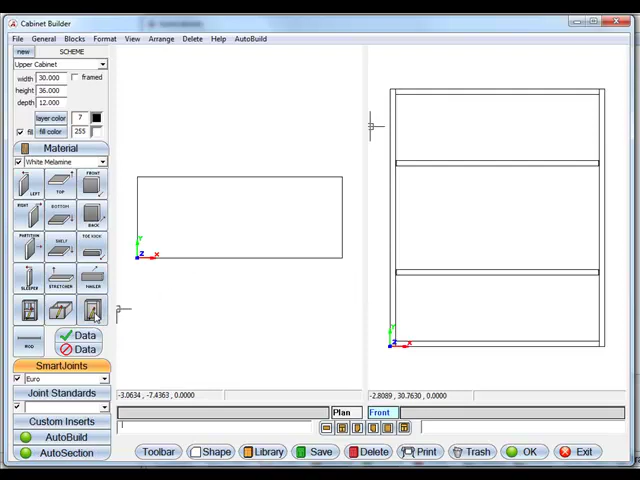 Cabinet Builder
File General Blocks Format View Arrange Delete Help AutoBuild
new SCHEME
Upper Cabinet
width 30.000 framed
height 36.000
depth 12.000
layer color 7
fill fill color 255
Material
White Melamine
LEFT TOP FRONT
RIGHT BOTTOM BACK
PARTITION SHELF TOE KICK
SLEEPER STRETCHER NAILER
ROD
Data
Data
SmartJoints
Euro
Joint Standards
Custom Inserts
AutoBuild
AutoSection
Y
Z X
-3.0634, -7.4363, 0.0000
Y
Z X
-2.8089, 30.7630, 0.0000
Plan Front
Toolbar Shape Library Save Delete Print Trash OK Exit